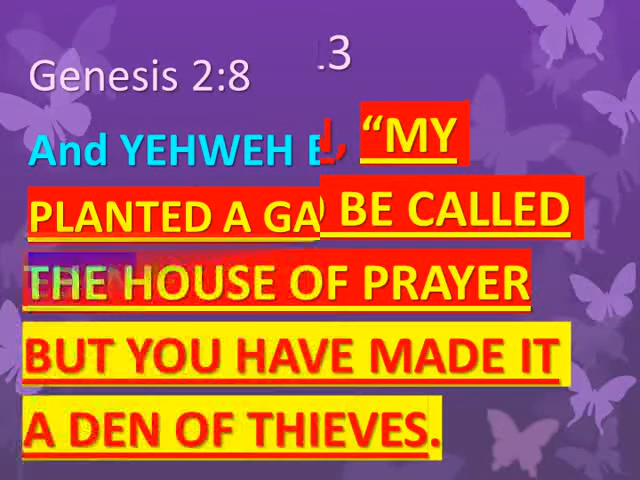 Genesis 2:8 13
And YEHWEH E , “MY
PLANTED A GA BE CALLED
THE HOUSE OF PRAYER
BUT YOU HAVE MADE IT
A DEN OF THIEVES.